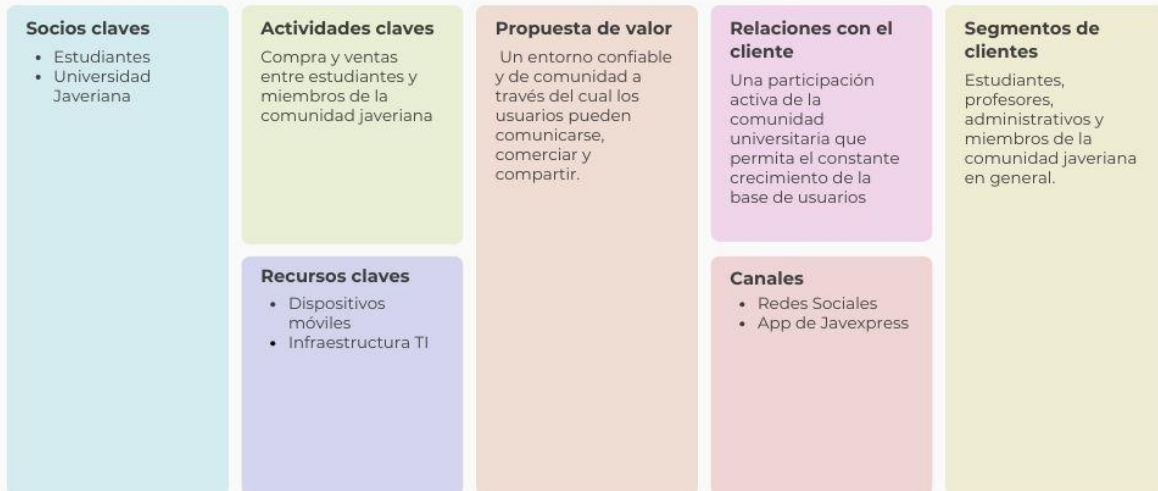 Socios claves
• Estudiantes
• Universidad
Javeriana
Actividades claves
Compra y ventas
entre estudiantes y
miembros de la
comunidad javeriana
Recursos claves
• Dispositivos
móviles
• Infraestructura TI
Propuesta de valor
Un entorno confiable
y de comunidad a
través del cual los
usuarios pueden
comunicarse,
comerciar y
compartir.
Relaciones con el
cliente
Una participación
activa de la
comunidad
universitaria que
permita el constante
crecimiento de la
base de usuarios
Canales
• Redes Sociales
• App de Javexpress
Segmentos de
clientes
Estudiantes,
profesores,
administrativos y
miembros de la
comunidad javeriana
en general.